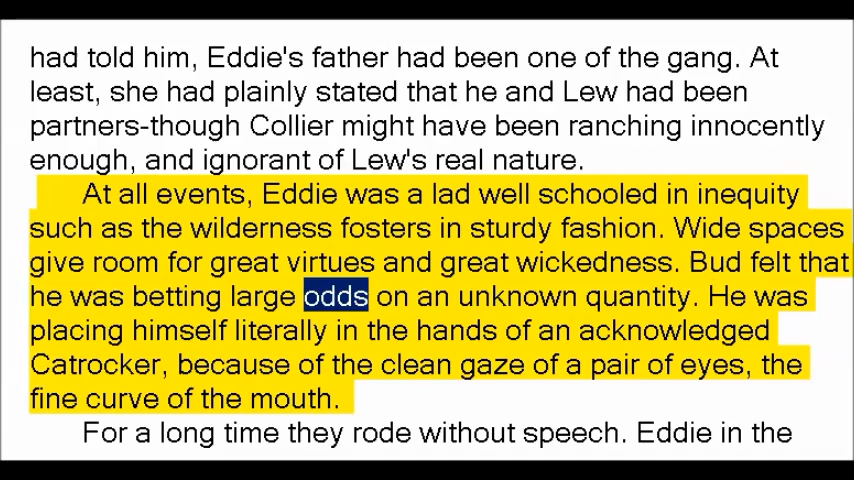 had told him, Eddie's father had been one of the gang. At
least, she had plainly stated that he and Lew had been
partners-though Collier might have been ranching innocently
enough, and ignorant of Lew's real nature.
At all events, Eddie was a lad well schooled in inequity
such as the wilderness fosters in sturdy fashion. Wide spaces
give room for great virtues and great wickedness. Bud felt that
he was betting large odds on an unknown quantity. He was
placing himself literally in the hands of an acknowledged
Catrocker, because of the clean gaze of a pair of eyes, the
fine curve of the mouth.
For a long time they rode without speech. Eddie in the